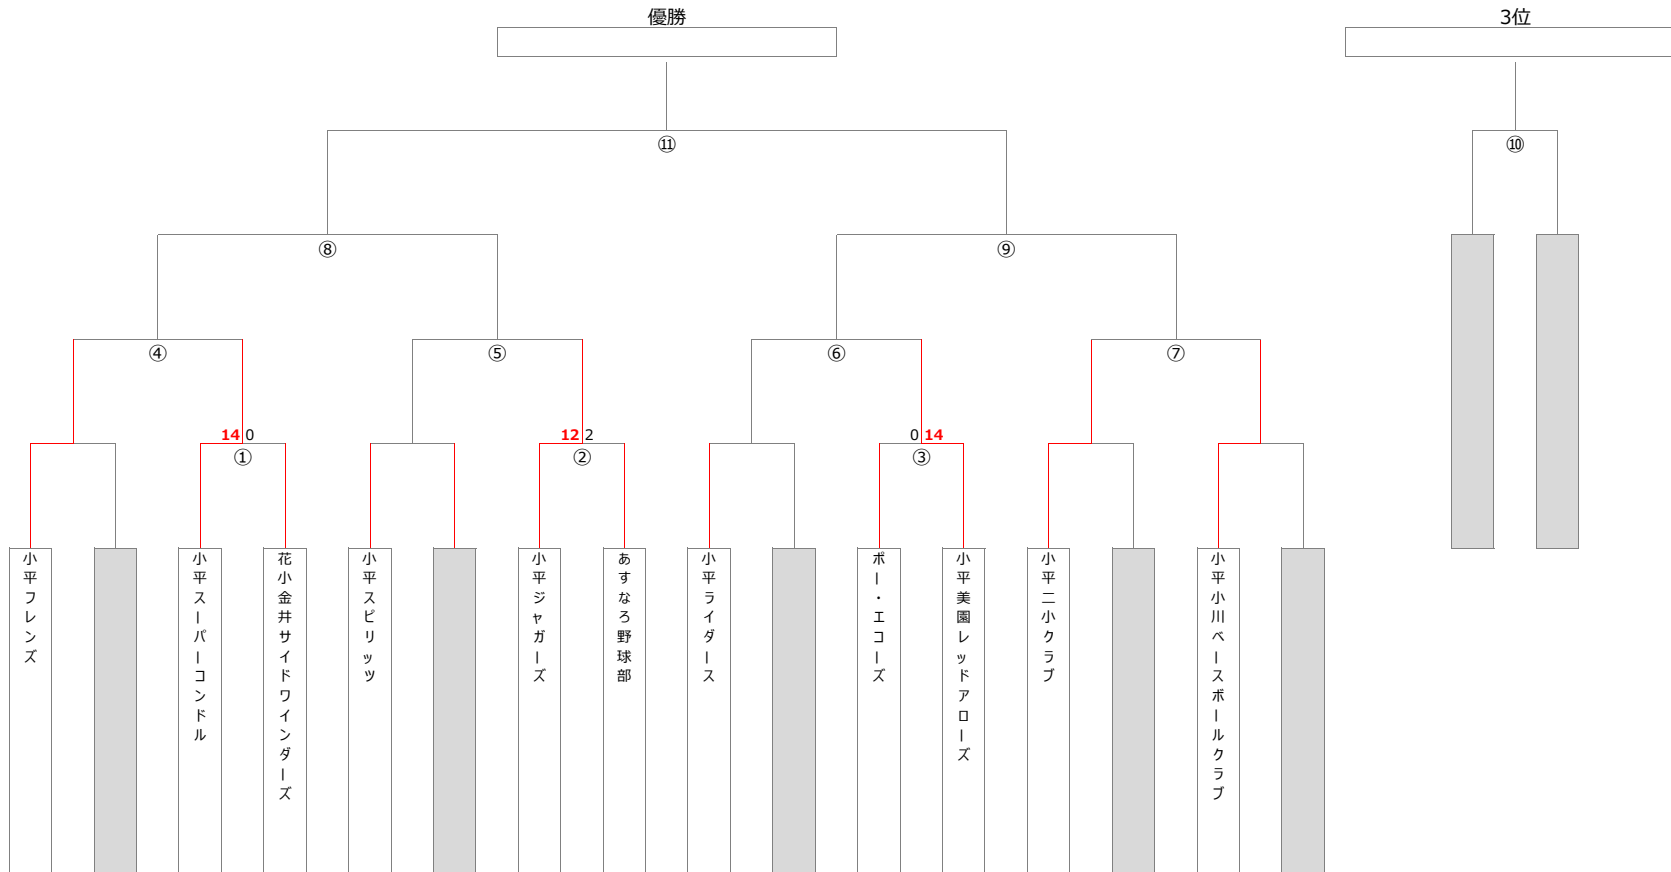 優勝
3位
⑪
⑩
⑧
⑨
④
⑤
⑥
⑦
14 0
12 2
0 14
①
②
③
小平フレンズ
小平スーパーコンドル
花小金井サイドワインダーズ
小平スピリッツ
小平ジャガーズ
あすなろ野球部
小平ライダース
ポー・エコーズ
小平美園レッドアローズ
小平二小クラブ
小平小川ベースボールクラブ